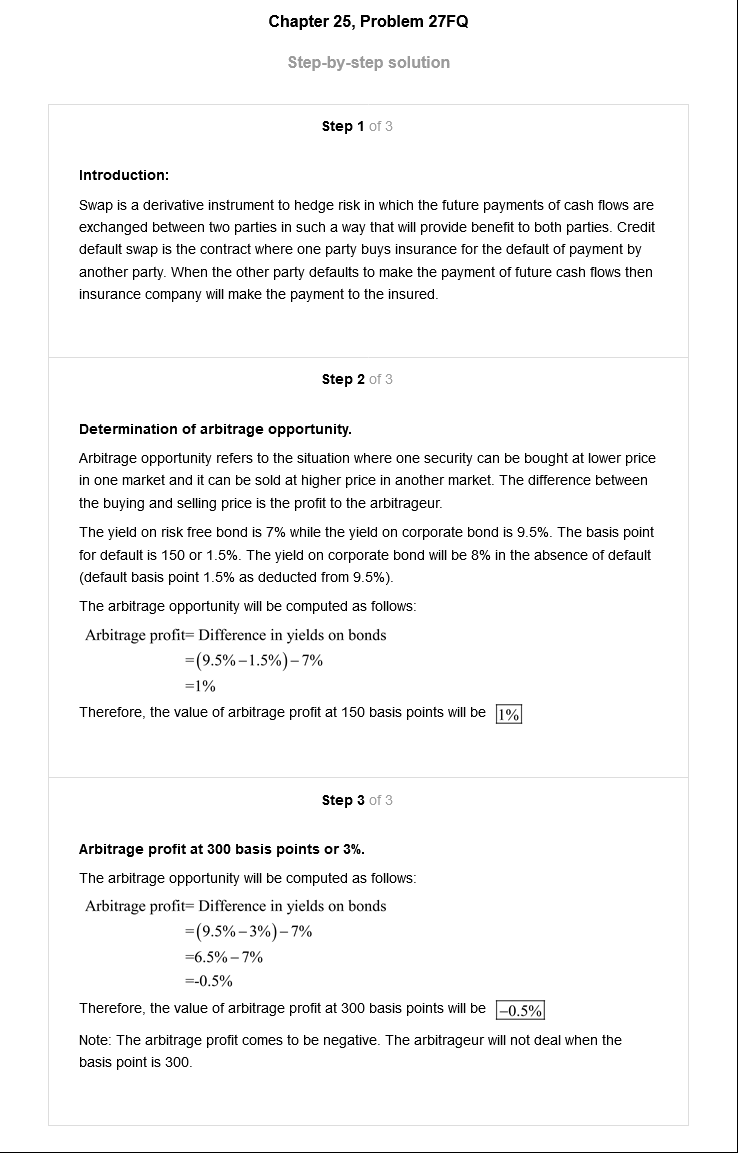 Chapter 25, Problem 27FQ
Step-by-step solution
Step 1 of 3
Introduction:
Swap is a derivative instrument to hedge risk in which the future payments of cash flows are
exchanged between two parties in such a way that will provide benefit to both parties. Credit
default swap is the contract where one party buys insurance for the default of payment by
another party. When the other party defaults to make the payment of future cash flows then
insurance company will make the payment to the insured.
Step 2 of 3
Determination of arbitrage opportunity.
Arbitrage opportunity refers to the situation where one security can be bought at lower price
in one market and it can be sold at higher price in another market. The difference between
the buying and selling price is the profit to the arbitrageur.
The yield on risk free bond is 7% while the yield on corporate bond is 9.5%. The basis point
for default is 150 or 1.5%. The yield on corporate bond will be 8% in the absence of default
(default basis point 1.5% as deducted from 9.5%).
The arbitrage opportunity will be computed as follows:
Arbitrage profit= Difference in yields on bonds
=(9.5%−1.5%)−7%
=1%
Therefore, the value of arbitrage profit at 150 basis points will be 1%
Step 3 of 3
Arbitrage profit at 300 basis points or 3%.
The arbitrage opportunity will be computed as follows:
Arbitrage profit= Difference in yields on bonds
=(9.5%−3%)−7%
=6.5%−7%
=-0.5%
Therefore, the value of arbitrage profit at 300 basis points will be −0.5%
Note: The arbitrage profit comes to be negative. The arbitrageur will not deal when the
basis point is 300.